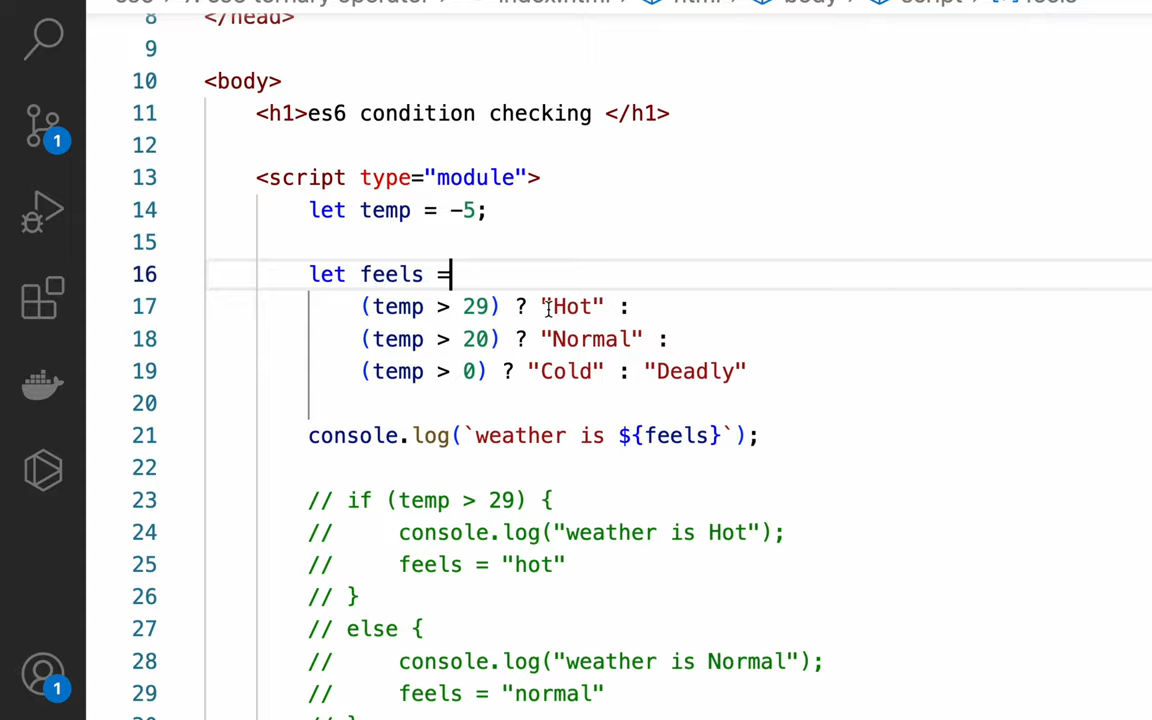 8 </head>
9
10 <body>
11 <h1>es6 condition checking </h1>
12
13 <script type="module">
14 let temp = -5;
15
16 let feels =
17 (temp > 29) ? "Hot" :
18 (temp > 20) ? "Normal" :
19 (temp > 0) ? "Cold" : "Deadly"
20
21 console.log(`weather is ${feels}`);
22
23 // if (temp > 29) {
24 //     console.log("weather is Hot");
25 //     feels = "hot"
26 // }
27 // else {
28 //     console.log("weather is Normal");
29 //     feels = "normal"
1
1